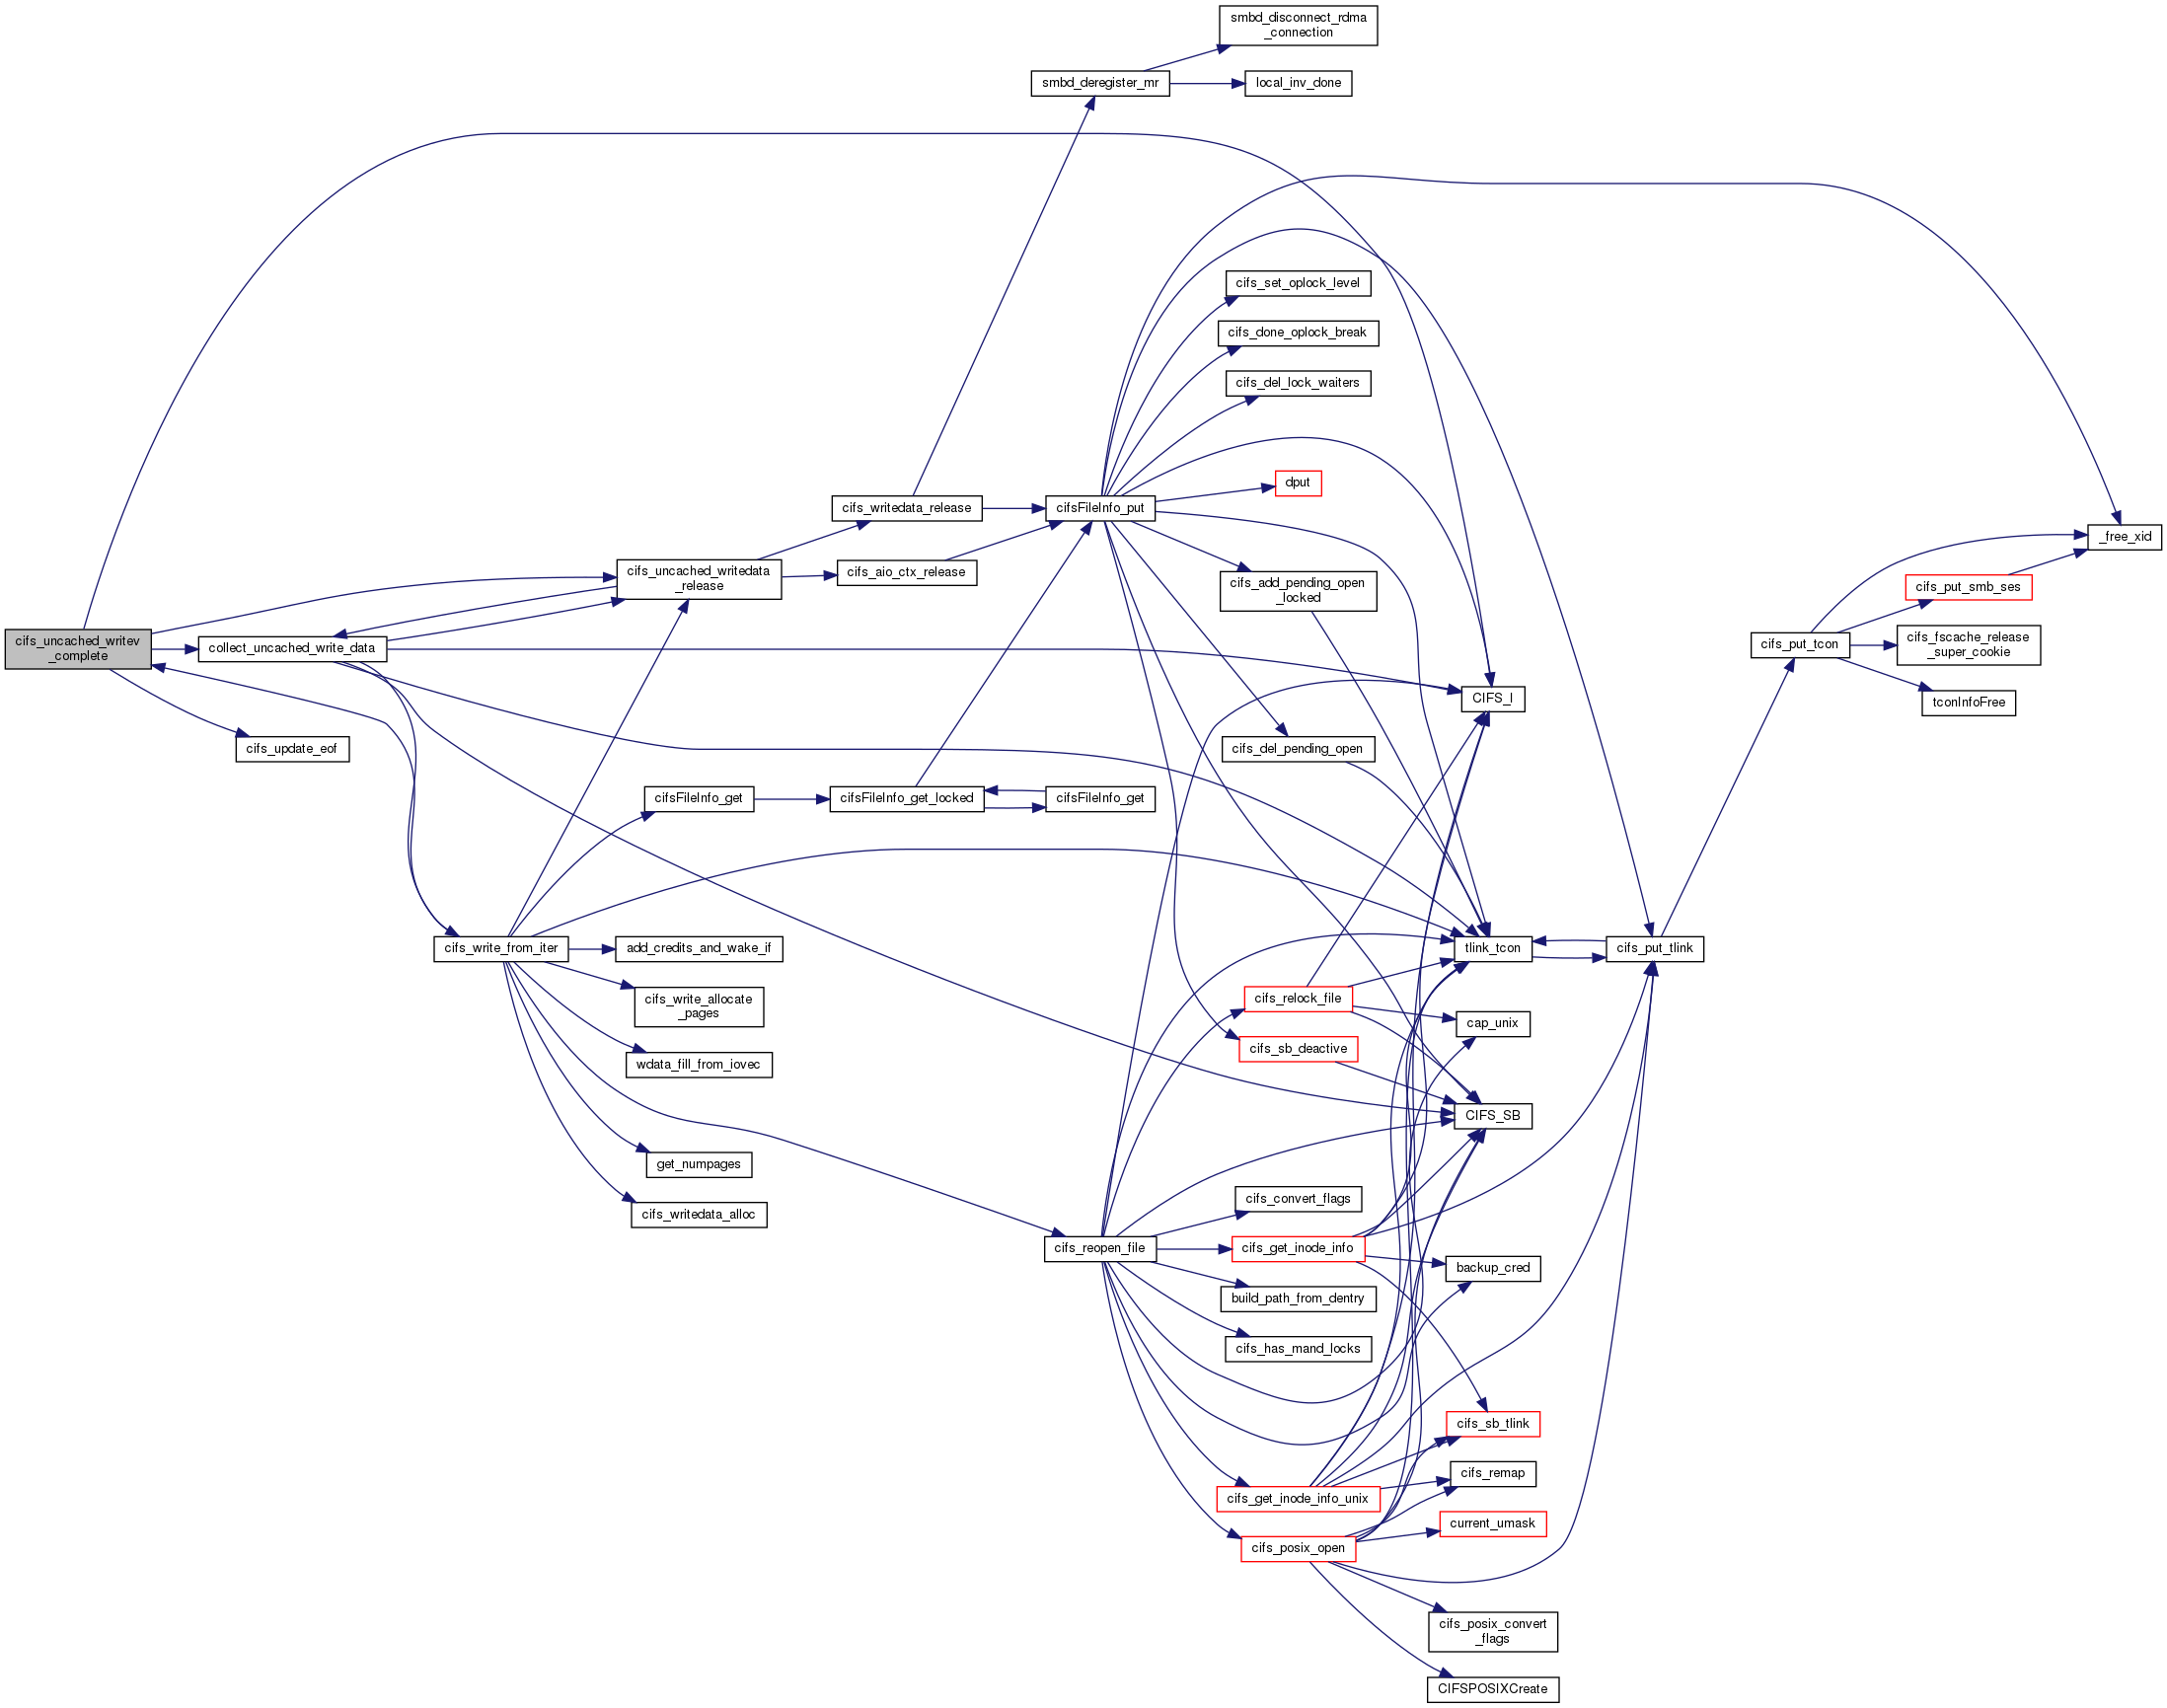 smbd_disconnect_rdma
_connection
smbd_deregister_mr
local_inv_done
cifs_set_oplock_level
cifs_done_oplock_break
cifs_del_lock_waiters
dput
cifs_writedata_release
cifsFileInfo_put
_free_xid
cifs_uncached_writedata
_release
cifs_aio_ctx_release
cifs_add_pending_open
_locked
cifs_put_smb_ses
cifs_uncached_writev
_complete
collect_uncached_write_data
cifs_put_tcon
cifs_fscache_release
_super_cookie
CIFS_I
tconInfoFree
cifs_update_eof
cifs_del_pending_open
cifsFileInfo_get
cifsFileInfo_get_locked
cifsFileInfo_get
cifs_write_from_iter
add_credits_and_wake_if
tlink_tcon
cifs_put_tlink
cifs_write_allocate
_pages
cifs_relock_file
cap_unix
cifs_sb_deactive
wdata_fill_from_iovec
CIFS_SB
get_numpages
cifs_writedata_alloc
cifs_convert_flags
cifs_reopen_file
cifs_get_inode_info
backup_cred
build_path_from_dentry
cifs_has_mand_locks
cifs_sb_tlink
cifs_remap
cifs_get_inode_info_unix
current_umask
cifs_posix_open
cifs_posix_convert
_flags
CIFSPOSIXCreate